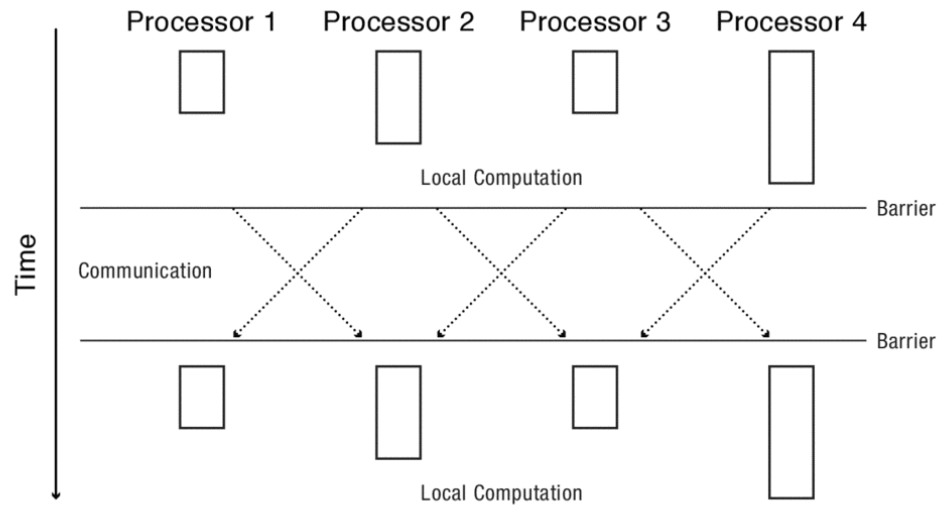 Processor 1 Processor 2 Processor 3 Processor 4
Local Computation
Barrier
Time
Communication
Barrier
Local Computation